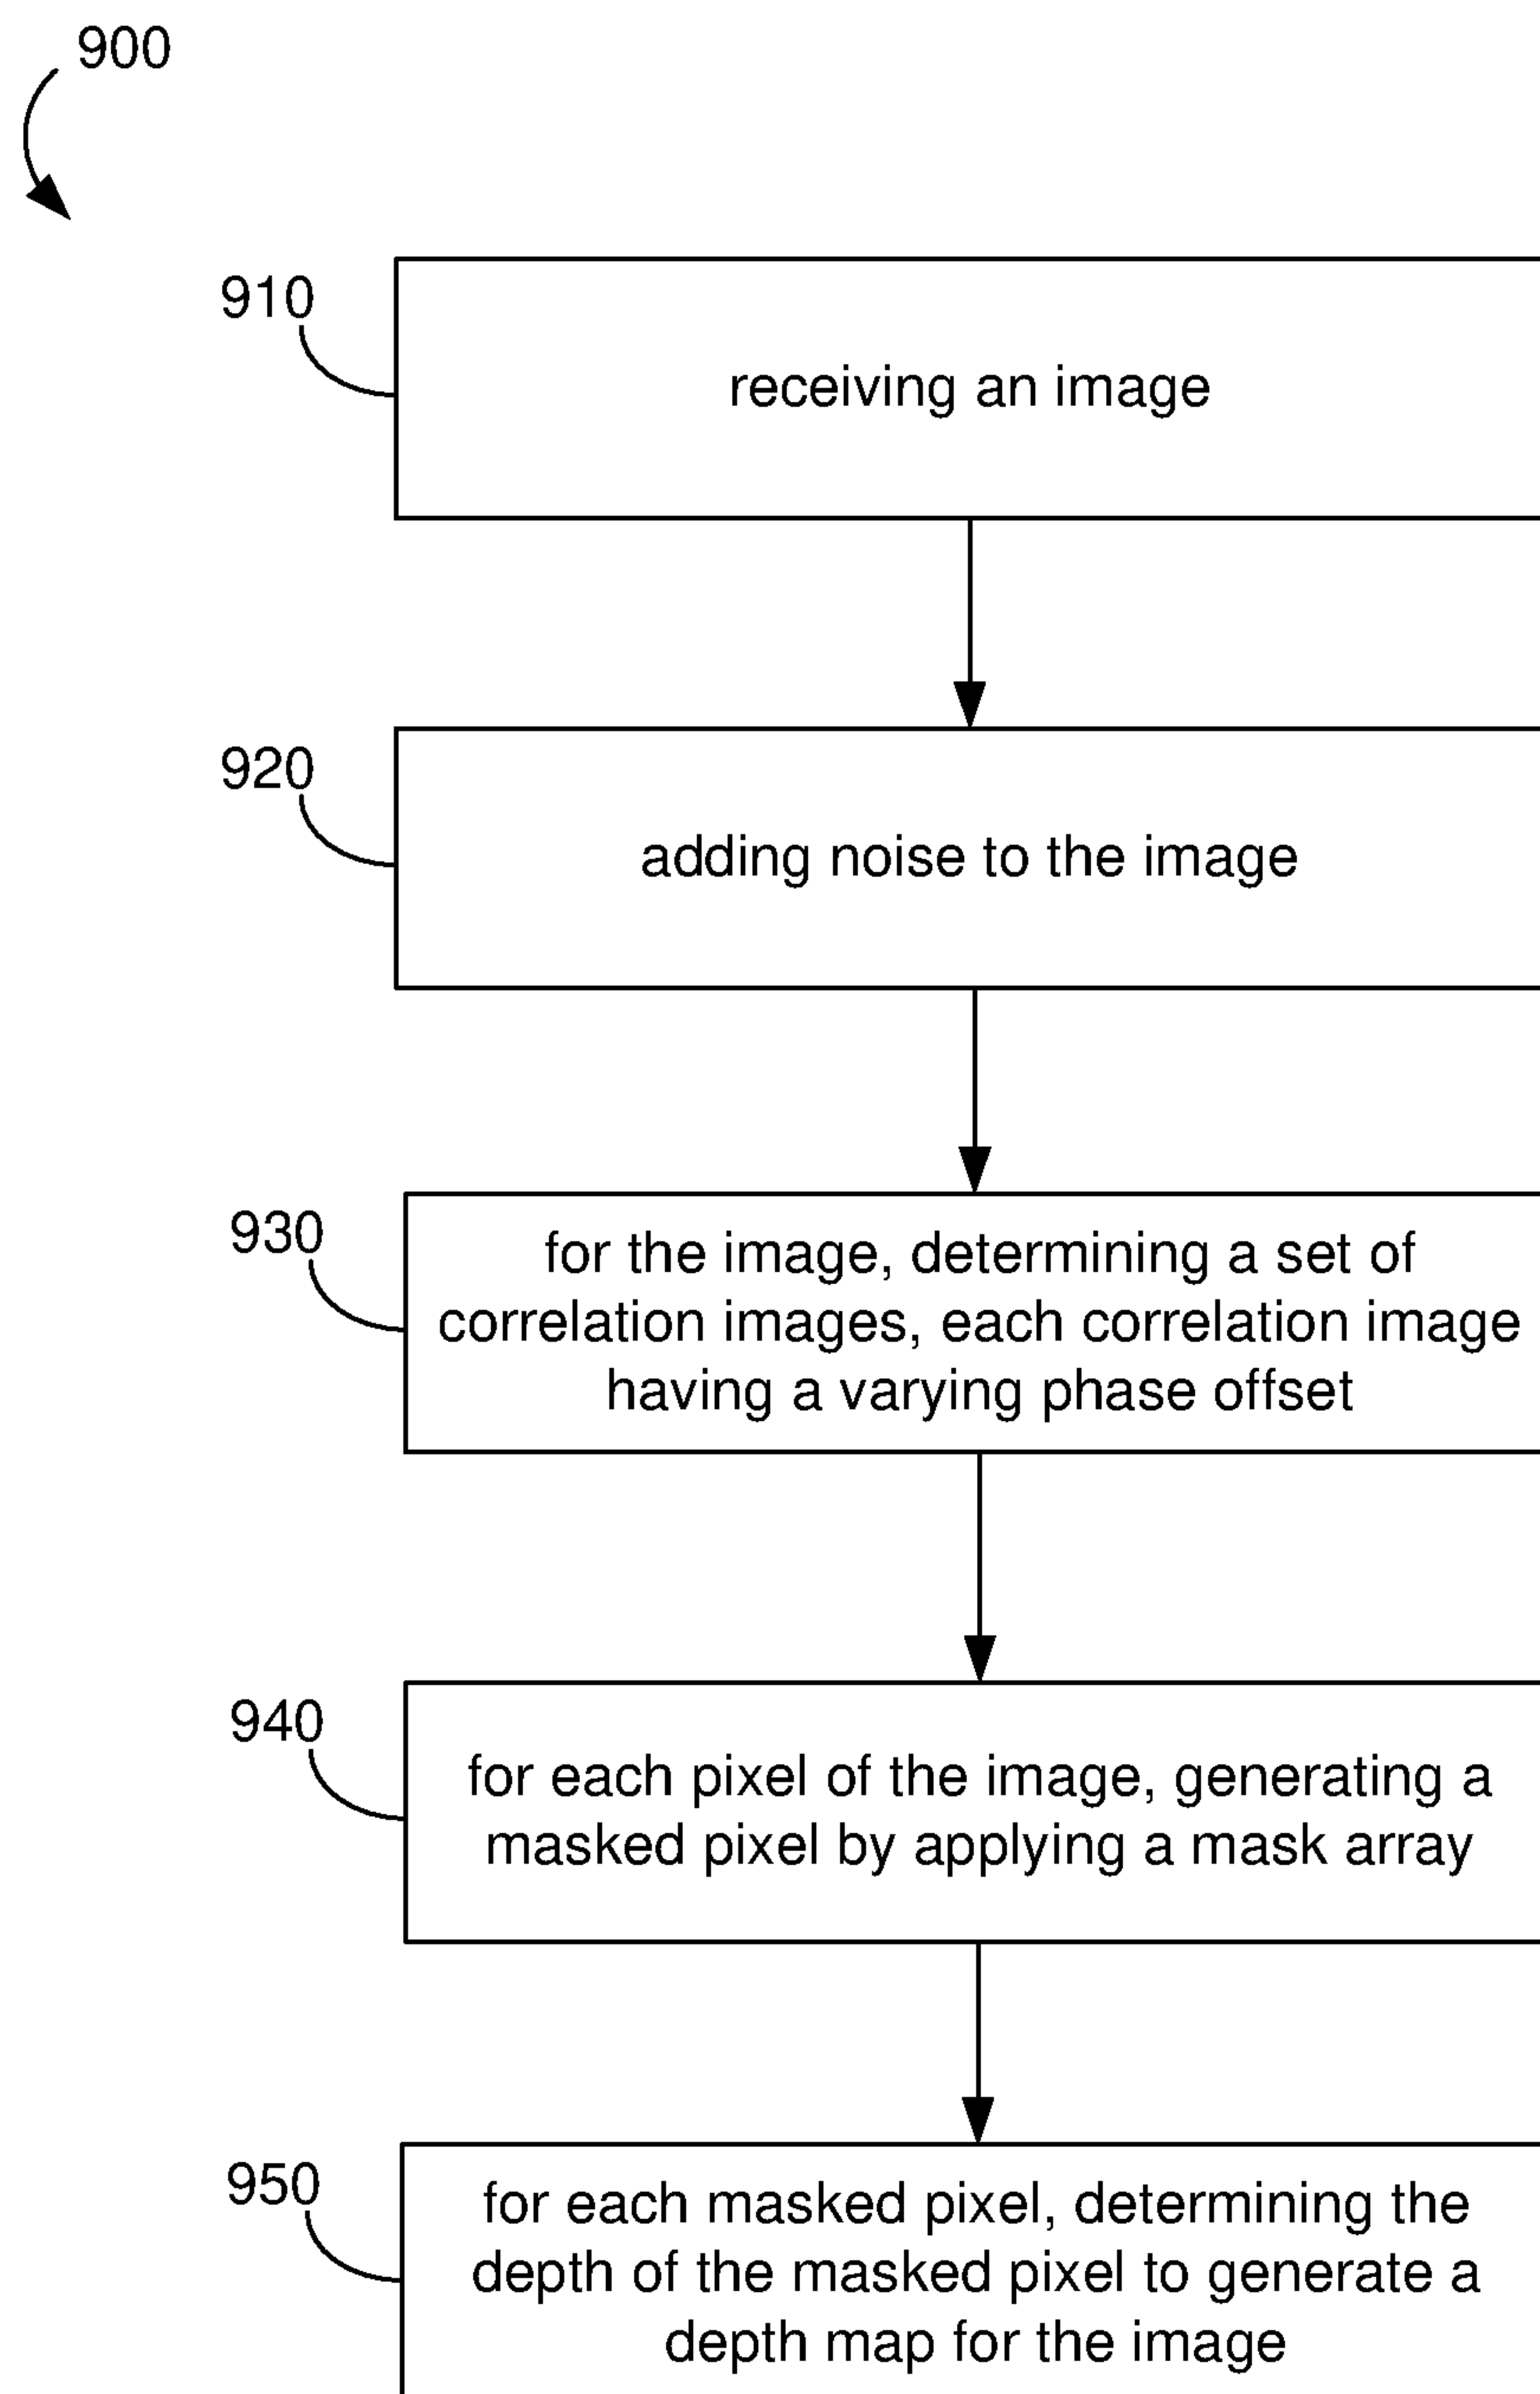 900
910
receiving an image
920
adding noise to the image
930
for the image, determining a set of
correlation images, each correlation image
having a varying phase offset
940
for each pixel of the image, generating a
masked pixel by applying a mask array
950
for each masked pixel, determining the
depth of the masked pixel to generate a
depth map for the image